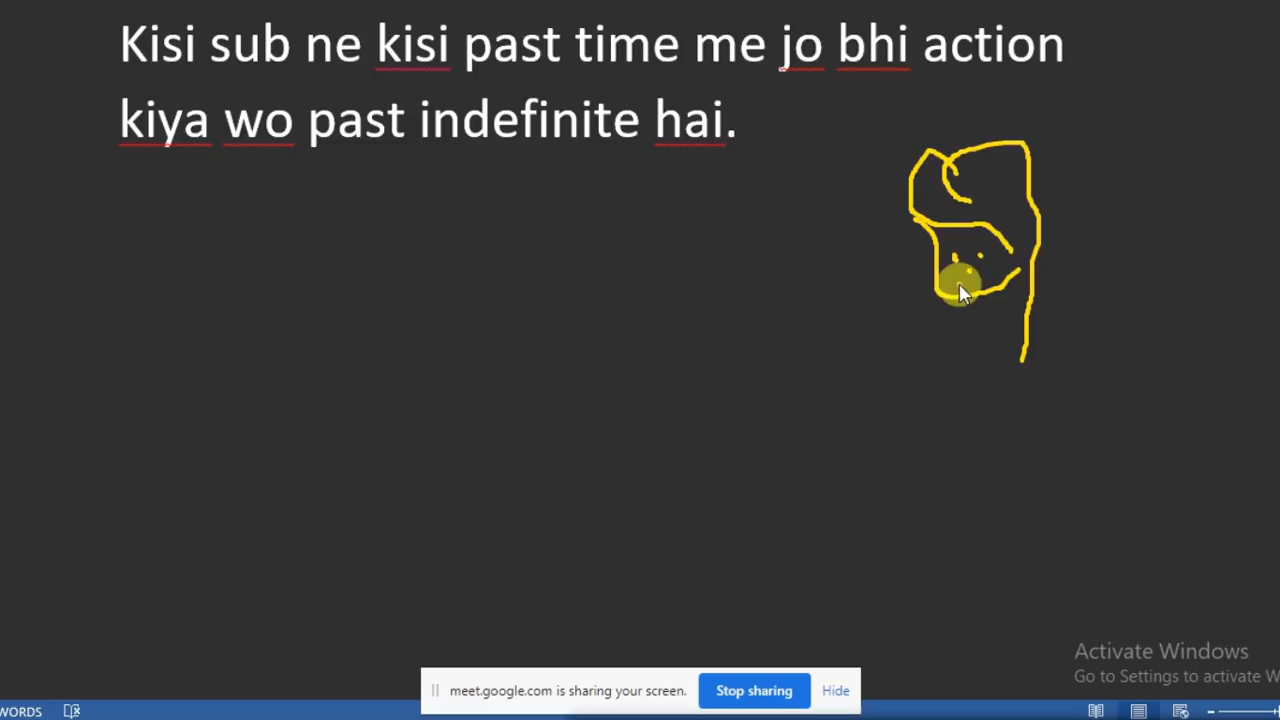 Kisi sub ne kisi past time me jo bhi action
kiya wo past indefinite hai.
Activate Windows
Go to Settings to activate W
meet.google.com is sharing your screen.
Stop sharing
Hide
WORDS